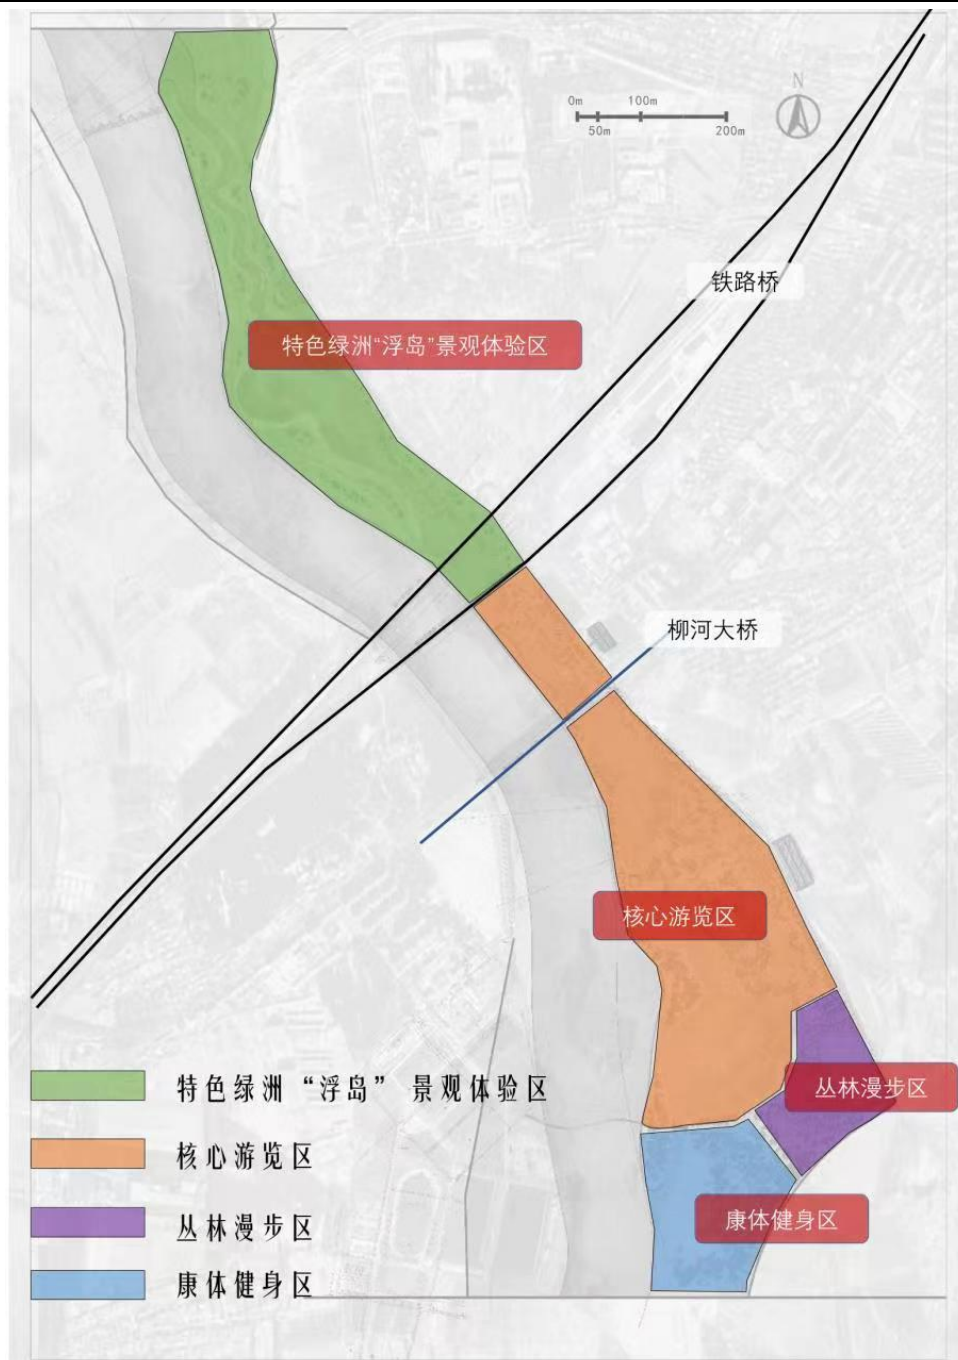 N
0m 100m
50m 200m
铁路桥
特色绿洲“浮岛”景观体验区
柳河大桥
核心游览区
丛林漫步区
康体健身区
特色绿洲“浮岛”景观体验区
核心游览区
丛林漫步区
康体健身区